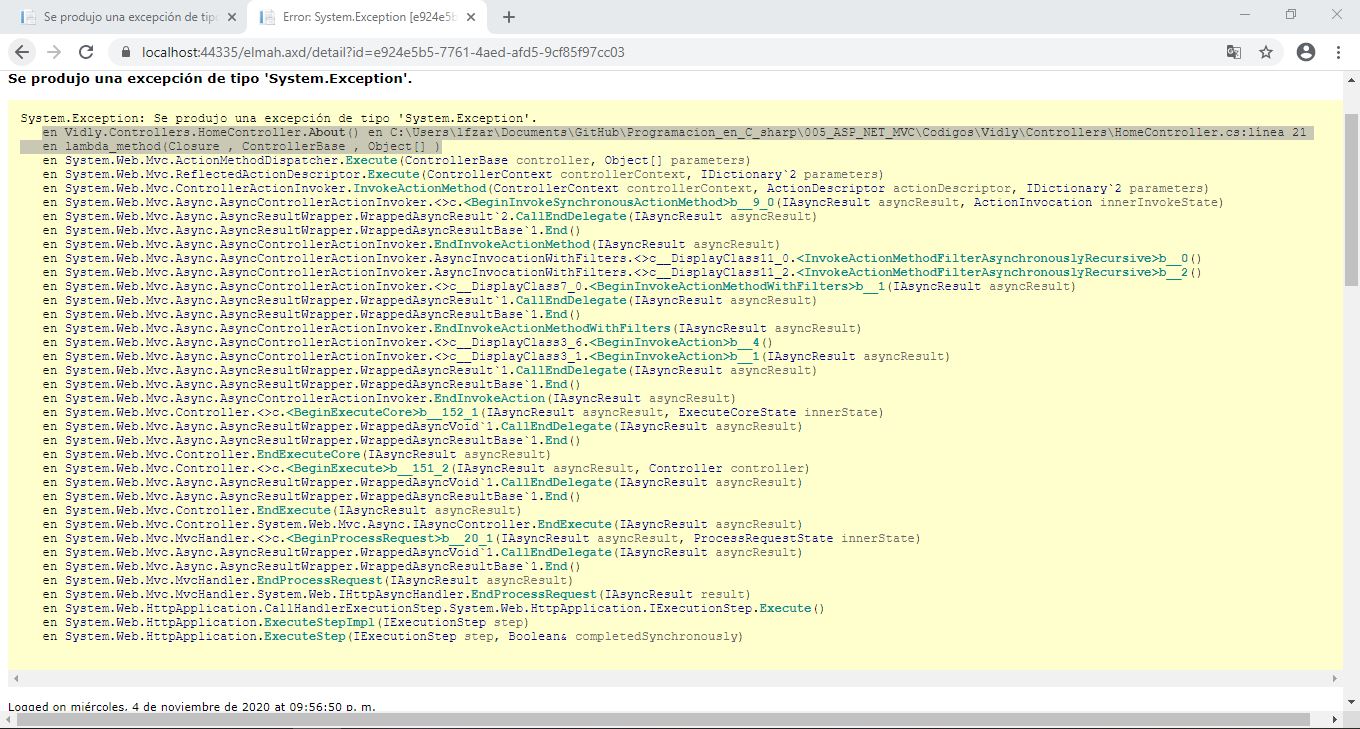 Se produjo una excepción de tipo
Error: System.Exception [e924e5b
localhost:44335/elmah.axd/detail?id=e924e5b5-7761-4aed-afd5-9cf85f97cc03
Se produjo una excepción de tipo 'System.Exception'.
System.Exception: Se produjo una excepción de tipo 'System.Exception'.
en Vidly.Controllers.HomeController.About() en C:\Users\lfzar\Documents\GitHub\Programacion_en_C_sharp\005_ASP_NET_MVC\Codigos\Vidly\Controllers\HomeController.cs:línea 21
en lambda_method(Closure , ControllerBase , Object[] )
en System.Web.Mvc.ActionMethodDispatcher.Execute(ControllerBase controller, Object[] parameters)
en System.Web.Mvc.ReflectedActionDescriptor.Execute(ControllerContext controllerContext, IDictionary`2 parameters)
en System.Web.Mvc.ControllerActionInvoker.InvokeActionMethod(ControllerContext controllerContext, ActionDescriptor actionDescriptor, IDictionary`2 parameters)
en System.Web.Mvc.Async.AsyncControllerActionInvoker.<>c.<BeginInvokeSynchronousActionMethod>b__9_0(IAsyncResult asyncResult, ActionInvocation innerInvokeState)
en System.Web.Mvc.Async.AsyncResultWrapper.WrappedAsyncResult`2.CallEndDelegate(IAsyncResult asyncResult)
en System.Web.Mvc.Async.AsyncResultWrapper.WrappedAsyncResultBase`1.End()
en System.Web.Mvc.Async.AsyncControllerActionInvoker.EndInvokeActionMethod(IAsyncResult asyncResult)
en System.Web.Mvc.Async.AsyncControllerActionInvoker.AsyncInvocationWithFilters.<>c__DisplayClass11_0.<InvokeActionMethodFilterAsynchronouslyRecursive>b__0()
en System.Web.Mvc.Async.AsyncControllerActionInvoker.AsyncInvocationWithFilters.<>c__DisplayClass11_2.<InvokeActionMethodFilterAsynchronouslyRecursive>b__2()
en System.Web.Mvc.Async.AsyncControllerActionInvoker.<>c__DisplayClass7_0.<BeginInvokeActionMethodWithFilters>b__1(IAsyncResult asyncResult)
en System.Web.Mvc.Async.AsyncResultWrapper.WrappedAsyncResult`1.CallEndDelegate(IAsyncResult asyncResult)
en System.Web.Mvc.Async.AsyncResultWrapper.WrappedAsyncResultBase`1.End()
en System.Web.Mvc.Async.AsyncControllerActionInvoker.EndInvokeActionMethodWithFilters(IAsyncResult asyncResult)
en System.Web.Mvc.Async.AsyncControllerActionInvoker.<>c__DisplayClass3_6.<BeginInvokeAction>b__4()
en System.Web.Mvc.Async.AsyncControllerActionInvoker.<>c__DisplayClass3_1.<BeginInvokeAction>b__1(IAsyncResult asyncResult)
en System.Web.Mvc.Async.AsyncResultWrapper.WrappedAsyncResult`1.CallEndDelegate(IAsyncResult asyncResult)
en System.Web.Mvc.Async.AsyncResultWrapper.WrappedAsyncResultBase`1.End()
en System.Web.Mvc.Async.AsyncControllerActionInvoker.EndInvokeAction(IAsyncResult asyncResult)
en System.Web.Mvc.Controller.<>c.<BeginExecuteCore>b__152_1(IAsyncResult asyncResult, ExecuteCoreState innerState)
en System.Web.Mvc.Async.AsyncResultWrapper.WrappedAsyncVoid`1.CallEndDelegate(IAsyncResult asyncResult)
en System.Web.Mvc.Async.AsyncResultWrapper.WrappedAsyncResultBase`1.End()
en System.Web.Mvc.Controller.EndExecuteCore(IAsyncResult asyncResult)
en System.Web.Mvc.Controller.<>c.<BeginExecute>b__151_2(IAsyncResult asyncResult, Controller controller)
en System.Web.Mvc.Async.AsyncResultWrapper.WrappedAsyncVoid`1.CallEndDelegate(IAsyncResult asyncResult)
en System.Web.Mvc.Async.AsyncResultWrapper.WrappedAsyncResultBase`1.End()
en System.Web.Mvc.Controller.EndExecute(IAsyncResult asyncResult)
en System.Web.Mvc.Controller.System.Web.Mvc.Async.IAsyncController.EndExecute(IAsyncResult asyncResult)
en System.Web.Mvc.MvcHandler.<>c.<BeginProcessRequest>b__20_1(IAsyncResult asyncResult, ProcessRequestState innerState)
en System.Web.Mvc.Async.AsyncResultWrapper.WrappedAsyncVoid`1.CallEndDelegate(IAsyncResult asyncResult)
en System.Web.Mvc.Async.AsyncResultWrapper.WrappedAsyncResultBase`1.End()
en System.Web.Mvc.MvcHandler.EndProcessRequest(IAsyncResult asyncResult)
en System.Web.Mvc.MvcHandler.System.Web.IHttpAsyncHandler.EndProcessRequest(IAsyncResult result)
en System.Web.HttpApplication.CallHandlerExecutionStep.System.Web.HttpApplication.IExecutionStep.Execute()
en System.Web.HttpApplication.ExecuteStepImpl(IExecutionStep step)
en System.Web.HttpApplication.ExecuteStep(IExecutionStep step, Boolean& completedSynchronously)
Logged on miércoles, 4 de noviembre de 2020 at 09:56:50 p. m.